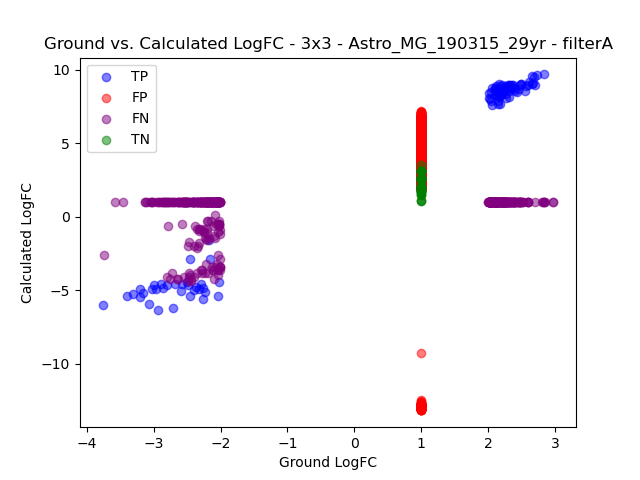 Ground vs. Calculated LogFC - 3x3 - Astro_MG_190315_29yr - filterA
TP
FP
FN
TN
10
5
0
−5
−10
Calculated LogFC
−4
−3
−2
−1
0
1
2
3
Ground LogFC